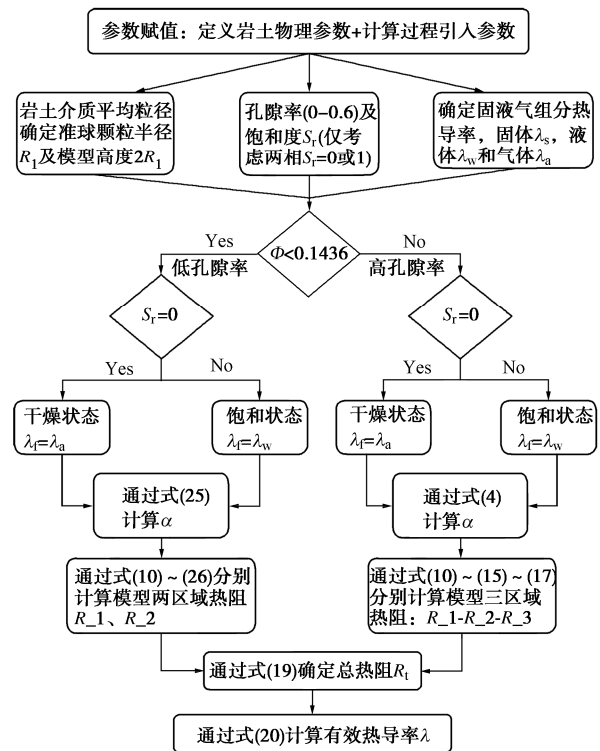 参数赋值：定义岩土物理参数+计算过程引入参数
岩土介质平均粒径
确定准球颗粒半径
R₁及模型高度2R₁
孔隙率(0–0.6)及
饱和度Sᵣ(仅考
虑两相Sᵣ=0或1)
确定固液气组分热
导率，固体λₛ，液
体λw和气体λₐ
Yes
Φ<0.1436
No
低孔隙率
高孔隙率
Sᵣ=0
Sᵣ=0
Yes
No
Yes
No
干燥状态
λf=λₐ
饱和状态
λf=λw
干燥状态
λf=λₐ
饱和状态
λf=λw
通过式(25)
计算α
通过式(4)
计算α
通过式(10)~(26)分别
计算模型两区域热阻
R_1、R_2
通过式(10)~(15)~(17)
分别计算模型三区域
热阻：R_1-R_2-R_3
通过式(19)确定总热阻Rₜ
通过式(20)计算有效热导率λ